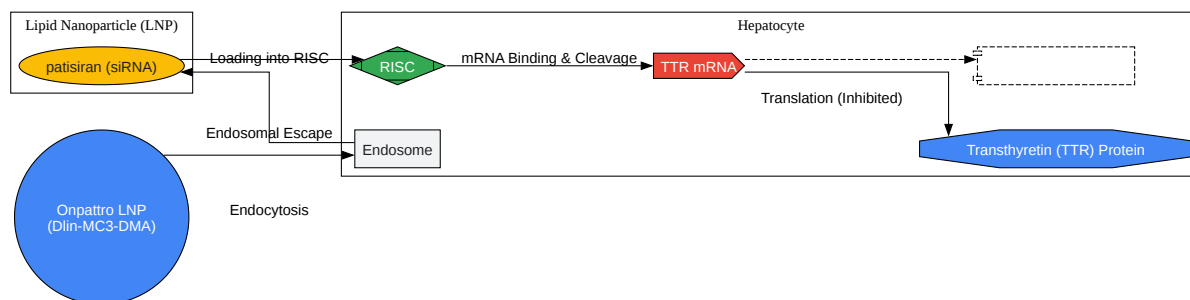 Lipid Nanoparticle (LNP)
Hepatocyte
patisiran (siRNA)
Loading into RISC
RISC
mRNA Binding & Cleavage
TTR mRNA
Translation (Inhibited)
Endosomal Escape
Endosome
Transthyretin (TTR) Protein
Onpattro LNP
(Dlin-MC3-DMA)
Endocytosis